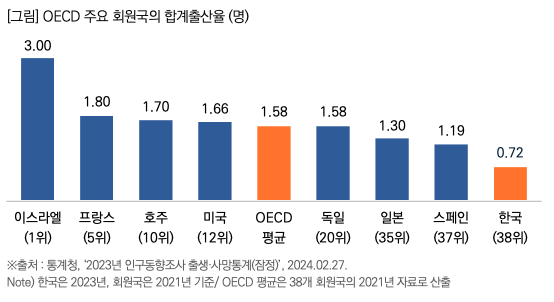 [그림] OECD 주요 회원국의 합계출산율 (명)
3.00
1.80
1.70
1.66
1.58
1.58
1.30
1.19
0.72
이스라엘 프랑스 호주 미국 OECD 독일 일본 스페인 한국
(1위) (5위) (10위) (12위) 평균 (20위) (35위) (37위) (38위)
※출처 : 통계청, ‘2023년 인구동향조사 출생·사망통계(잠정)’, 2024.02.27.
Note) 한국은 2023년, 회원국은 2021년 기준/ OECD 평균은 38개 회원국의 2021년 자료로 산출